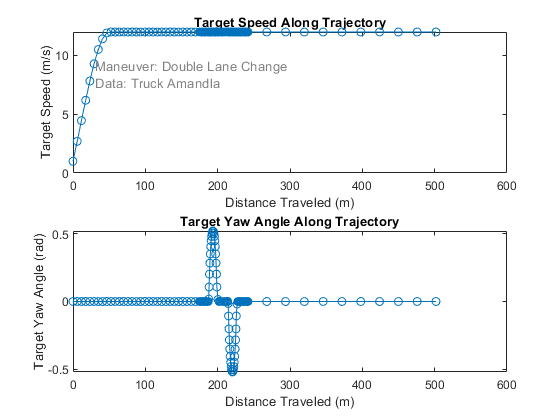 Target Speed Along Trajectory
10
5
0
Target Speed (m/s)
Maneuver: Double Lane Change
Data: Truck Amandla
0 100 200 300 400 500 600
Distance Traveled (m)
Target Yaw Angle Along Trajectory
0.5
0
-0.5
Target Yaw Angle (rad)
0 100 200 300 400 500 600
Distance Traveled (m)